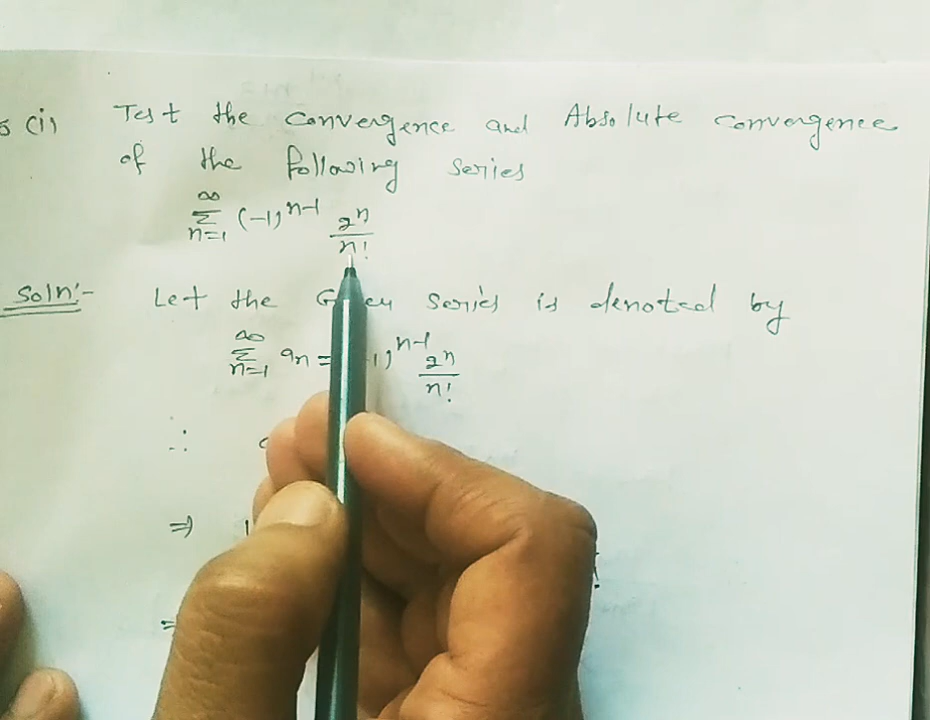 (i) Test the convergence and Absolute convergence
of the following series
∞
Σ (-1)^{n-1} 2^n/n!
n=1
Soln:- Let the series is denoted by
∞
Σ a_n = 1)^{n-1} 2^n/n!
n=1
∴
⇒